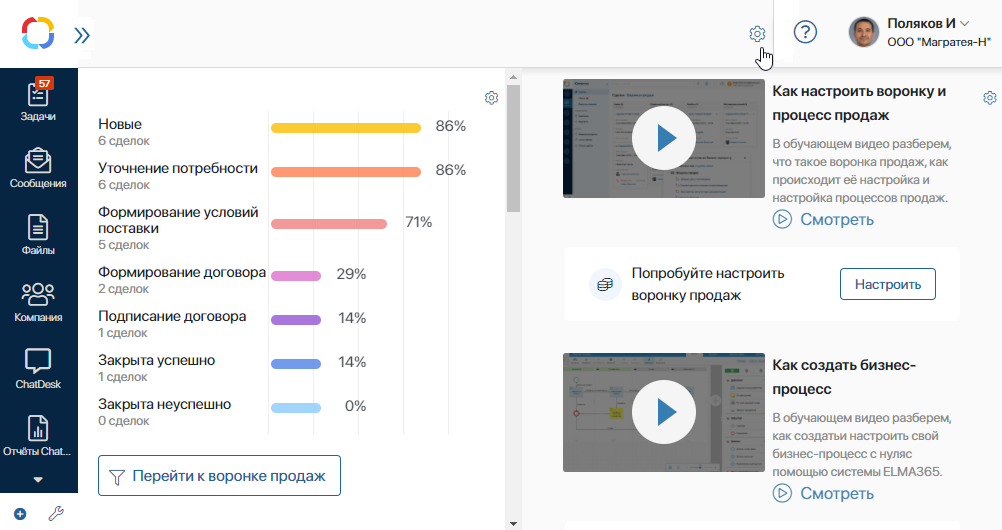 Поляков И
ООО "Магратея-Н"
57
Задачи
Сообщения
Файлы
Компания
ChatDesk
Отчёты Chat...
Новые
86%
6 сделок
Уточнение потребности
86%
6 сделок
Формирование условий
поставки
71%
5 сделок
Формирование договора
29%
2 сделок
Подписание договора
14%
1 сделок
Закрыта успешно
14%
1 сделок
Закрыта неуспешно
0%
0 сделок
Перейти к воронке продаж
Как настроить воронку и
процесс продаж
В обучающем видео разберем,
что такое воронка продаж, как
происходит её настройка и
настройка процессов продаж.
Смотреть
Попробуйте настроить
воронку продаж
Настроить
Как создать бизнес-
процесс
В обучающем видео разберем,
как создаты настроить свой
бизнес-процесс с нуляс
помощью системы ELMA365.
Смотреть